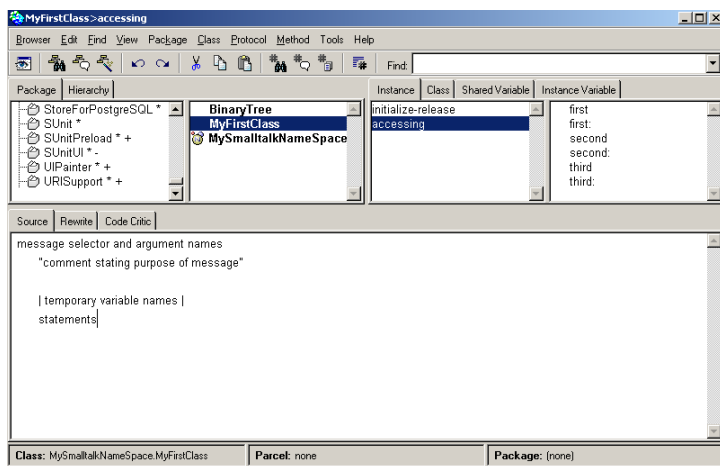 MyFirstClass>accessing
Browser Edit Find View Package Class Protocol Method Tools Help
Find:
Package Hierarchy
StoreForPostgreSQL *
SUnit *
SUnitPreload * +
SUnitUI * -
UIPainter * +
URISupport * +
BinaryTree
MyFirstClass
MySmalltalkNameSpace
Instance Class Shared Variable Instance Variable
initialize-release
accessing
first
first:
second
second:
third
third:
Source Rewrite Code Critic
message selector and argument names
"comment stating purpose of message"
| temporary variable names |
statements
Class: MySmalltalkNameSpace.MyFirstClass Parcel: none Package: (none)